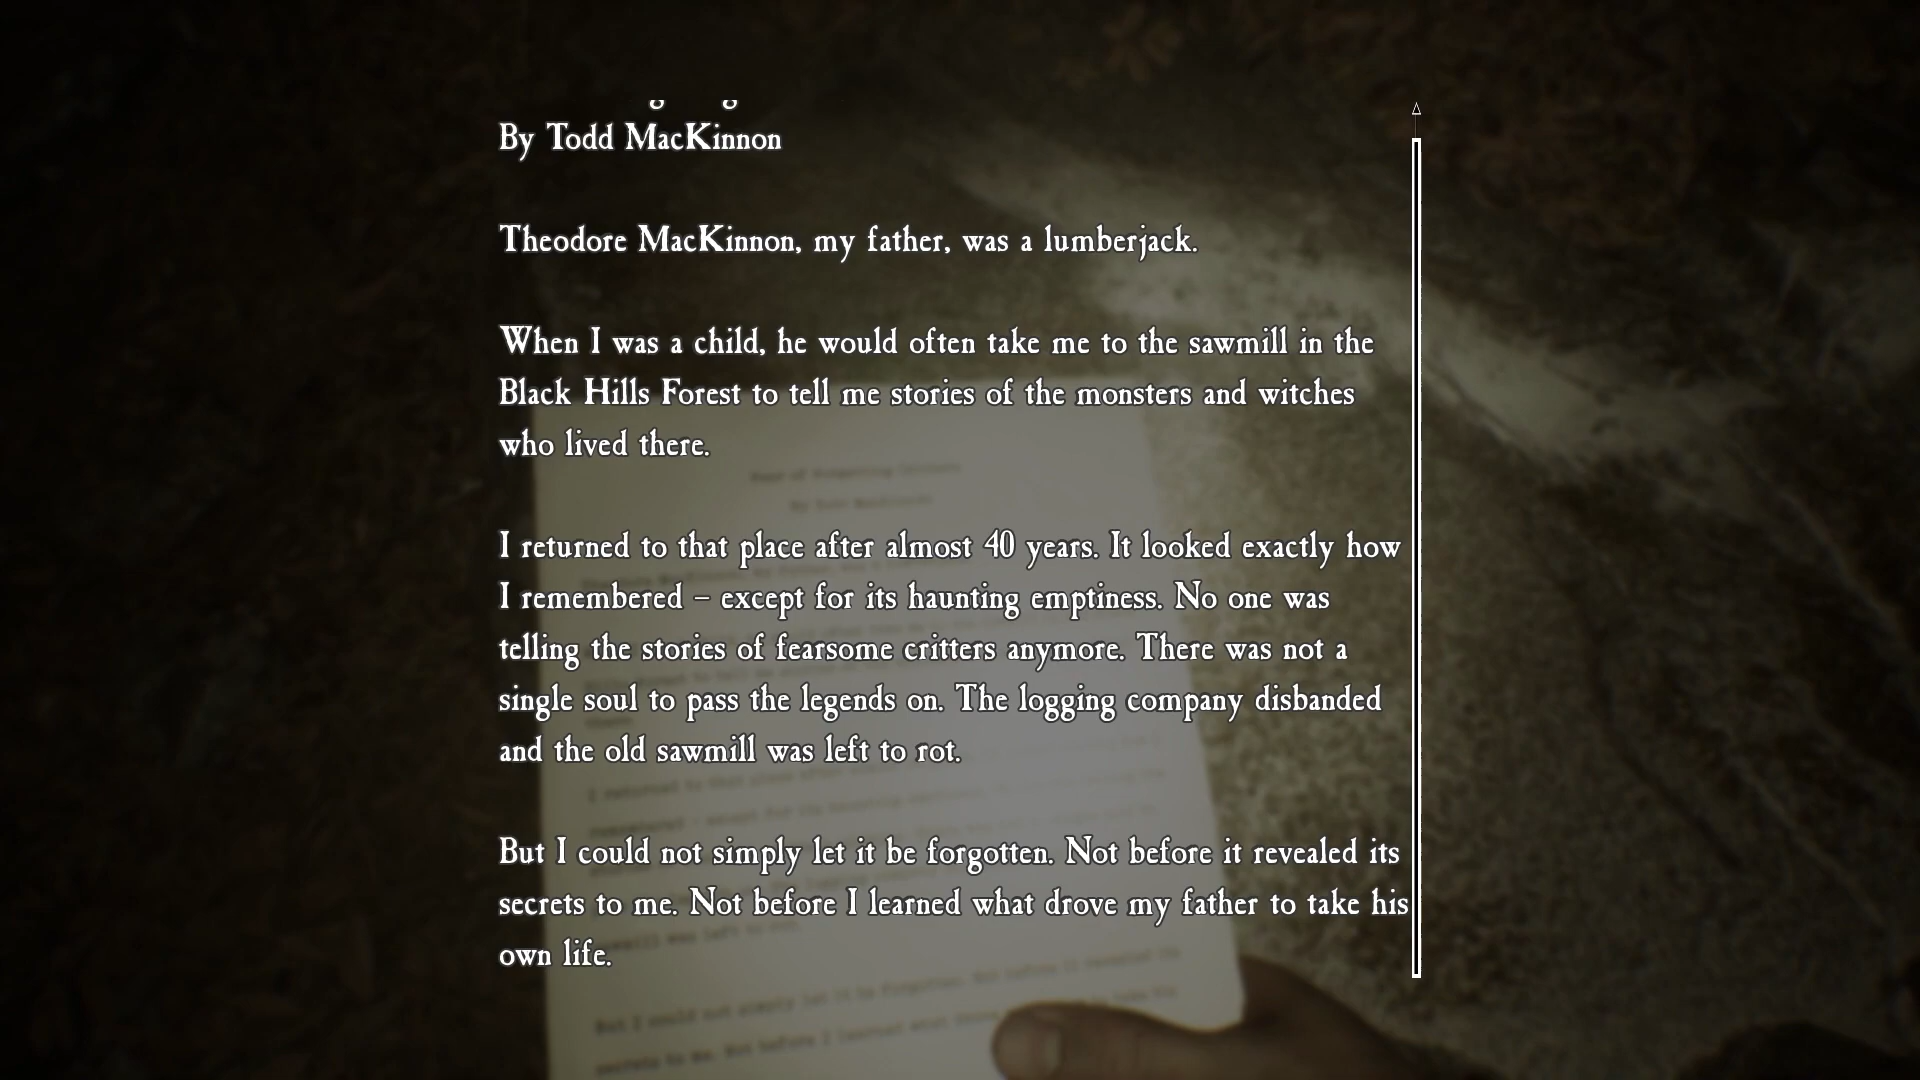 By Todd MacKinnon
Theodore MacKinnon, my father, was a lumberjack.
When I was a child, he would often take me to the sawmill in the
Black Hills Forest to tell me stories of the monsters and witches
who lived there.
I returned to that place after almost 40 years. It looked exactly how
I remembered – except for its haunting emptiness. No one was
telling the stories of fearsome critters anymore. There was not a
single soul to pass the legends on. The logging company disbanded
and the old sawmill was left to rot.
But I could not simply let it be forgotten. Not before it revealed its
secrets to me. Not before I learned what drove my father to take his
own life.